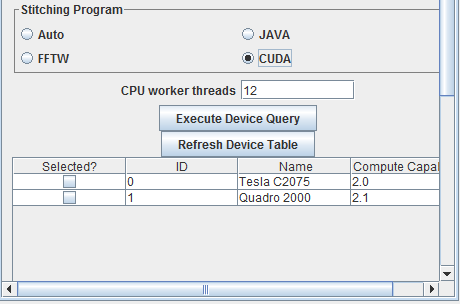 Stitching Program
Auto JAVA
FFTW CUDA
CPU worker threads 12
Execute Device Query
Refresh Device Table
Selected? ID Name Compute Capal
0 Tesla C2075 2.0
1 Quadro 2000 2.1